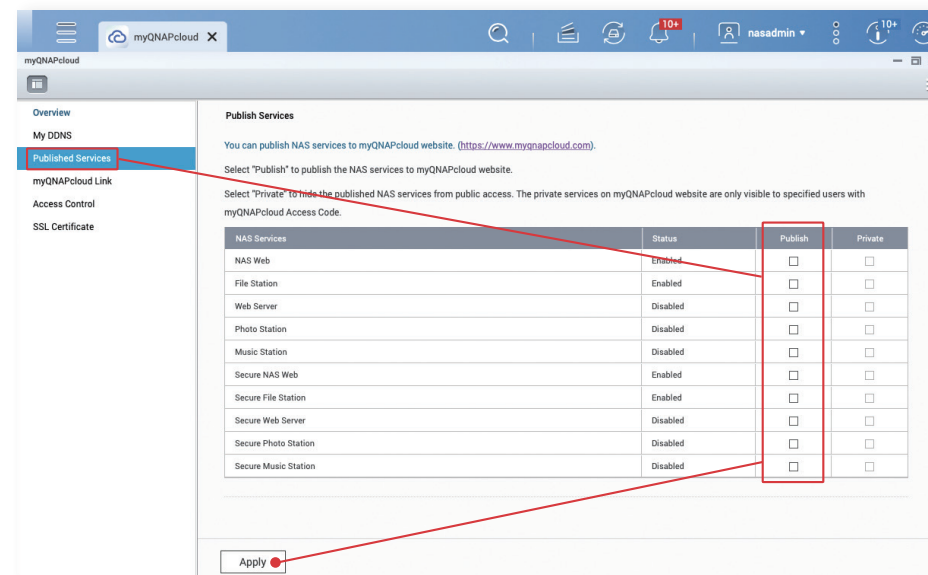 myQNAPcloud X
10+
nasadmin
10+
myQNAPcloud
Overview
My DDNS
Published Services
myQNAPcloud Link
Access Control
SSL Certificate
Publish Services
You can publish NAS services to myQNAPcloud website. (https://www.myqnapcloud.com).
Select "Publish" to publish the NAS services to myQNAPcloud website.
Select "Private" to hide the published NAS services from public access. The private services on myQNAPcloud website are only visible to specified users with
myQNAPcloud Access Code.
NAS Services Status Publish Private
NAS Web Enabled
File Station Enabled
Web Server Disabled
Photo Station Disabled
Music Station Disabled
Secure NAS Web Enabled
Secure File Station Enabled
Secure Web Server Disabled
Secure Photo Station Disabled
Secure Music Station Disabled
Apply